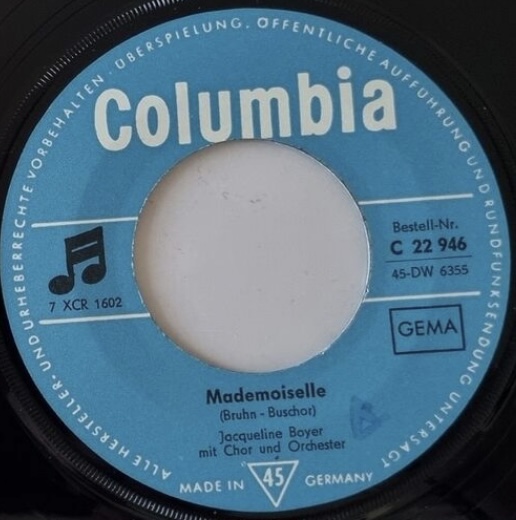 ALLE HERSTELLER- UND URHEBERRECHTE VORBEHALTEN · ÜBERSPIELUNG, ÖFFENTLICHE AUFFÜHRUNG UND RUNDFUNKSENDUNG UNTERSAGT
Columbia
Bestell-Nr.
C 22 946
45-DW 6355
7 XCR 1602
GEMA
Mademoiselle
(Bruhn - Buschor)
Jacqueline Boyer
mit Chor und Orchester
MADE IN 45 GERMANY